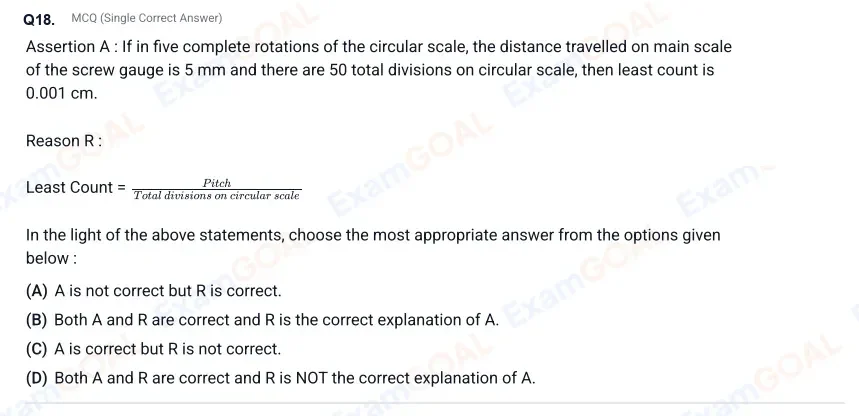 Q18. MCQ (Single Correct Answer)
Assertion A : If in five complete rotations of the circular scale, the distance travelled on main scale
of the screw gauge is 5 mm and there are 50 total divisions on circular scale, then least count is
0.001 cm.
Reason R :
Least Count = Pitch / Total divisions on circular scale
In the light of the above statements, choose the most appropriate answer from the options given
below :
(A) A is not correct but R is correct.
(B) Both A and R are correct and R is the correct explanation of A.
(C) A is correct but R is not correct.
(D) Both A and R are correct and R is NOT the correct explanation of A.